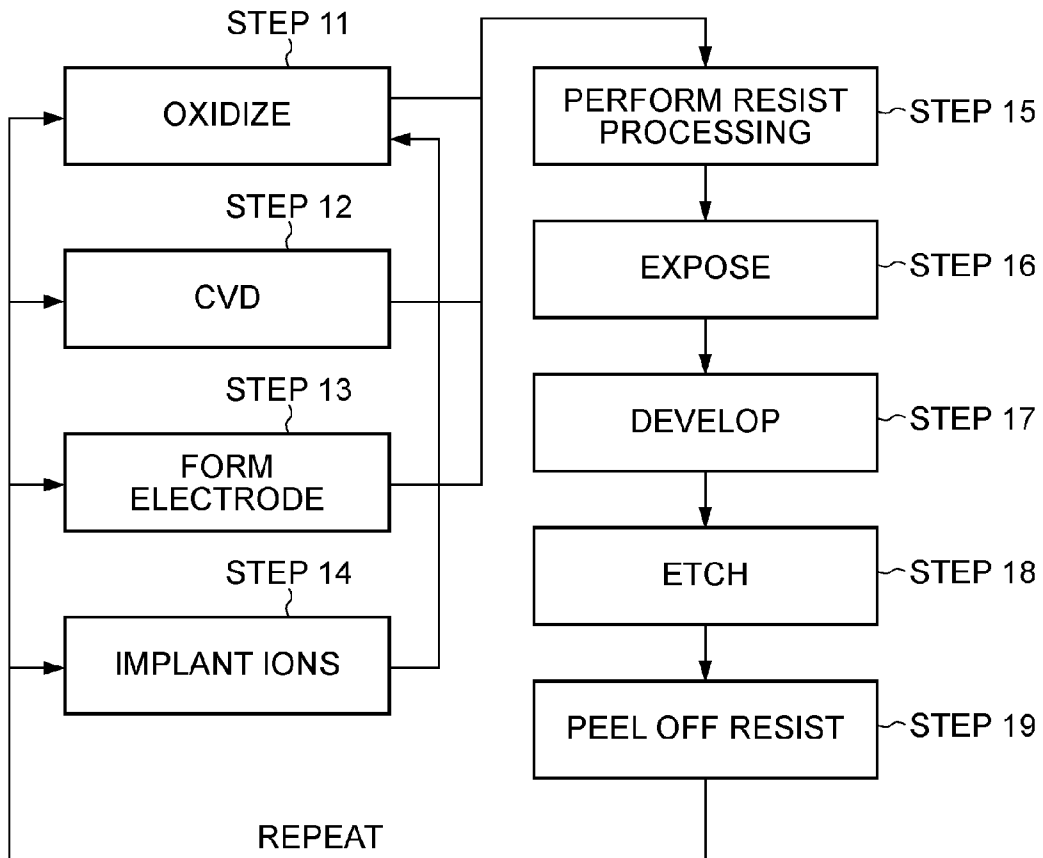 STEP 11
OXIDIZE
STEP 12
CVD
STEP 13
FORM
ELECTRODE
STEP 14
IMPLANT IONS
PERFORM RESIST
PROCESSING
STEP 15
EXPOSE
STEP 16
DEVELOP
STEP 17
ETCH
STEP 18
PEEL OFF RESIST
STEP 19
REPEAT